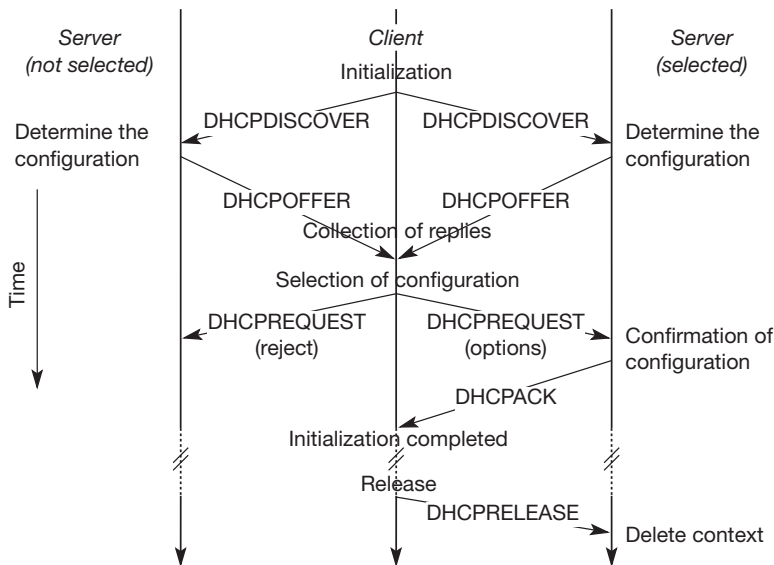 Server
(not selected)
Client
Server
(selected)
Initialization
DHCPDISCOVER
DHCPDISCOVER
Determine the
configuration
Determine the
configuration
DHCPOFFER
DHCPOFFER
Collection of replies
Time
Selection of configuration
DHCPREQUEST
(reject)
DHCPREQUEST
(options)
Confirmation of
configuration
DHCPACK
Initialization completed
Release
DHCPRELEASE
Delete context